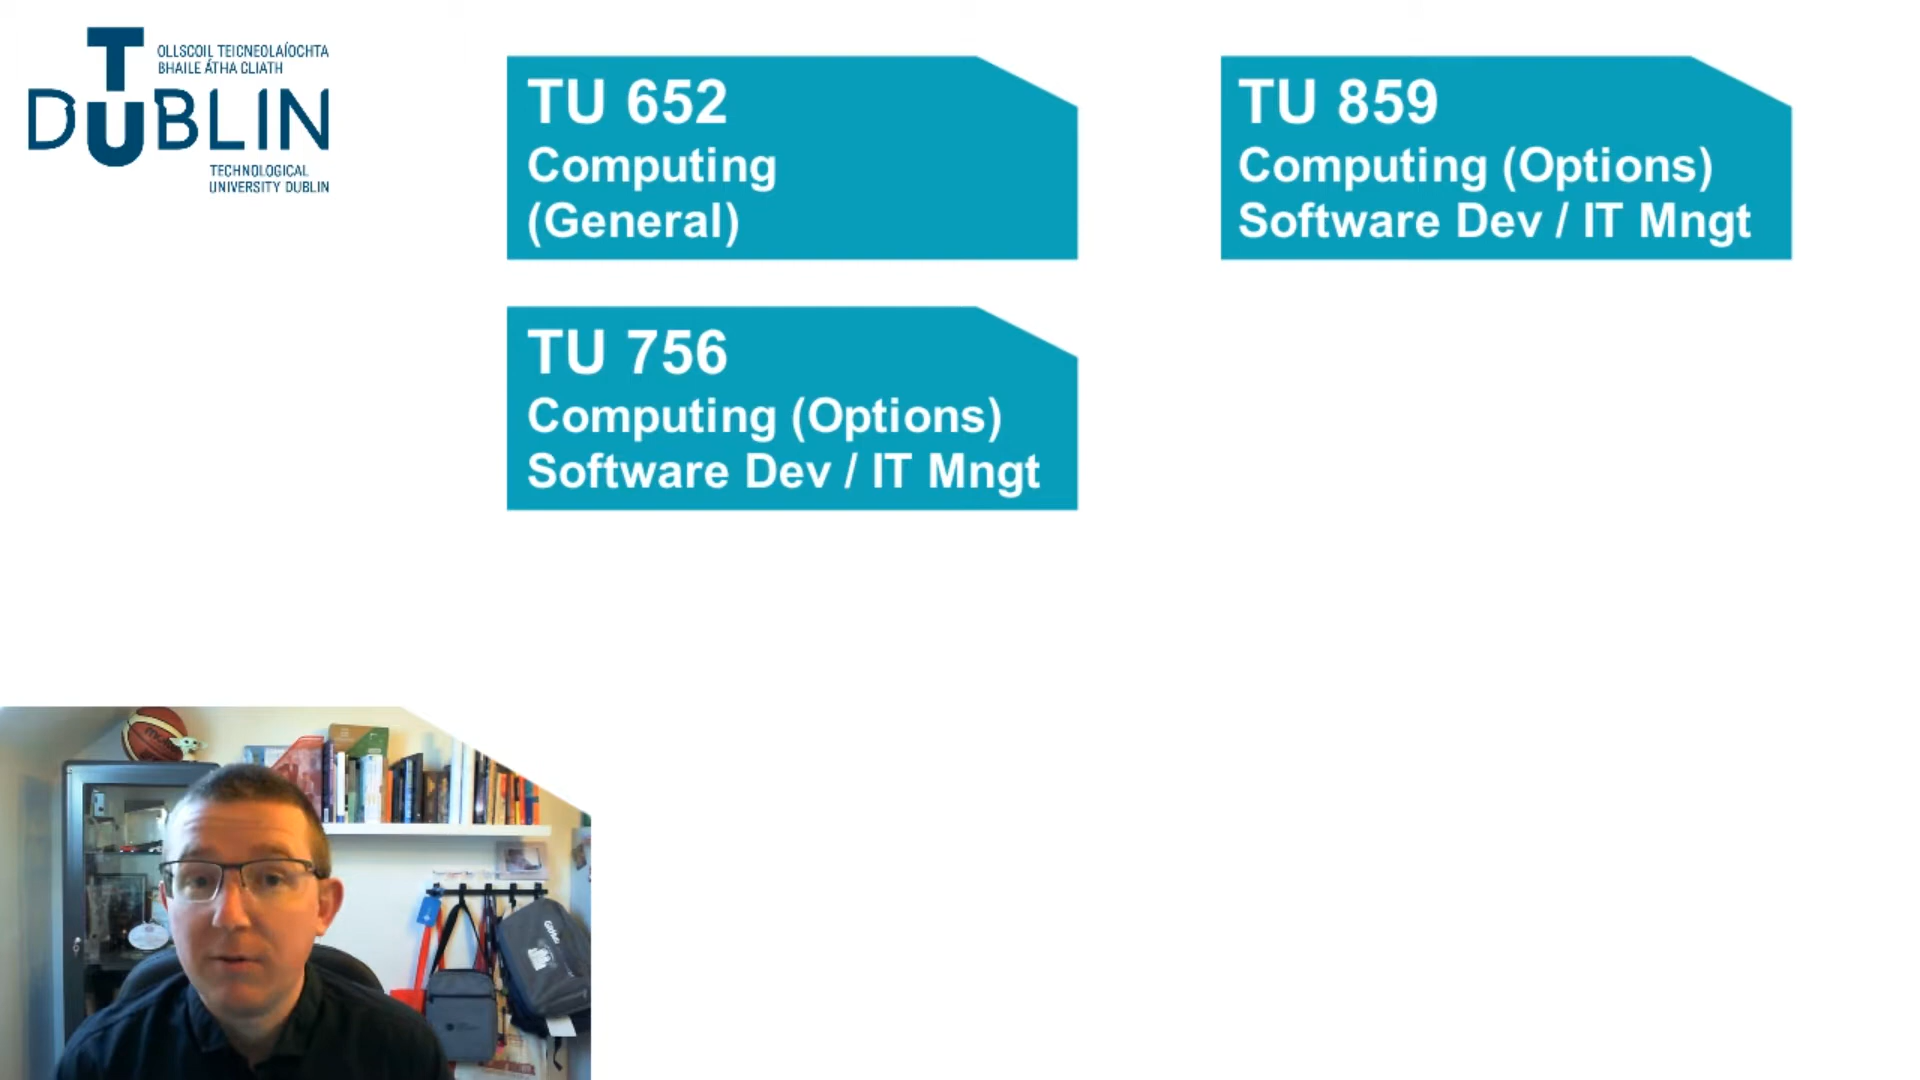 OLLSCOIL TEICNEOLAÍOCHTA
BHAILE ÁTHA CLIATH
TU DUBLIN
TECHNOLOGICAL
UNIVERSITY DUBLIN
TU 652
Computing
(General)
TU 859
Computing (Options)
Software Dev / IT Mngt
TU 756
Computing (Options)
Software Dev / IT Mngt